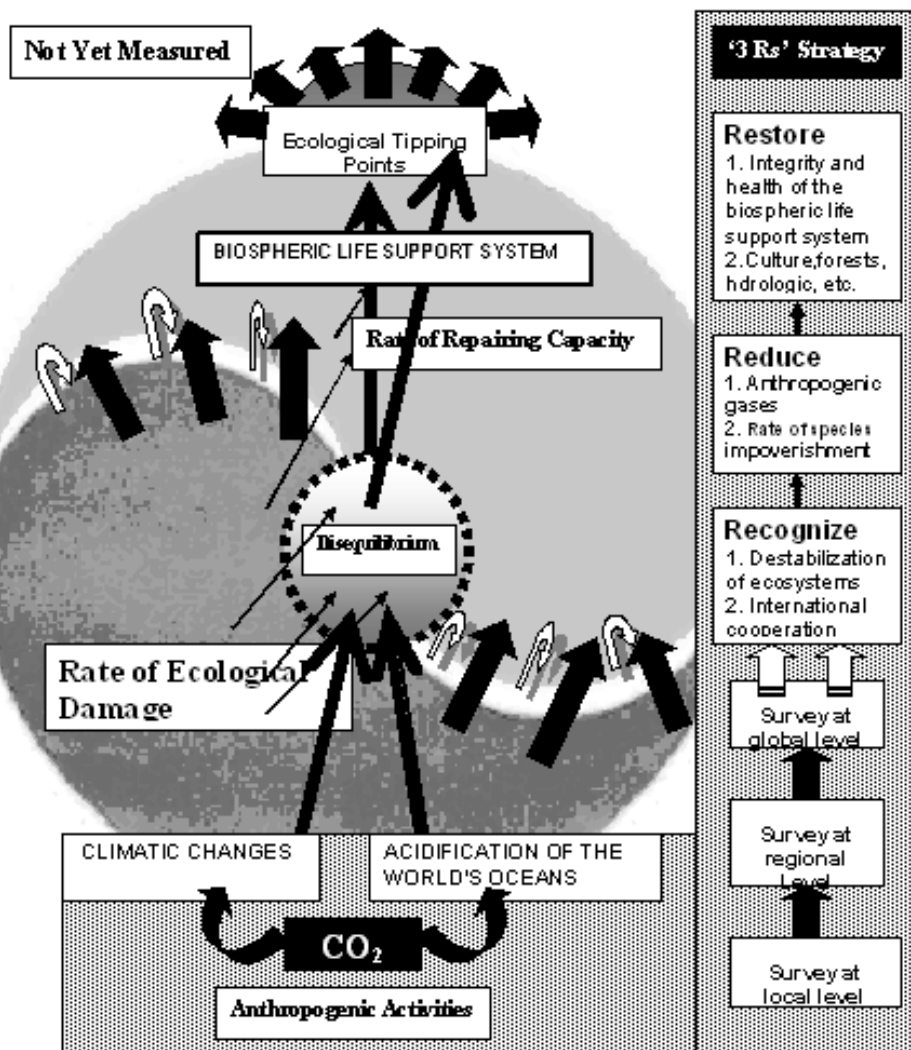 Not Yet Measured
Ecological Tipping
Points
BIOSPHERIC LIFE SUPPORT SYSTEM
Rate of Repairing Capacity
Disequilibrium
Rate of Ecological
Damage
CLIMATIC CHANGES
ACIDIFICATION OF THE
WORLD'S OCEANS
CO₂
Anthropogenic Activities
'3 Rs' Strategy
Restore
1. Integrity and
health of the
biospheric life
support system
2. Culture,forests,
hdrologic, etc.
Reduce
1. Anthropogenic
gases
2. Rate of species
impoverishment
Recognize
1. Destabilization
of ecosystems
2. International
cooperation
Survey at
global level
Survey at
regional
Level
Survey at
local level